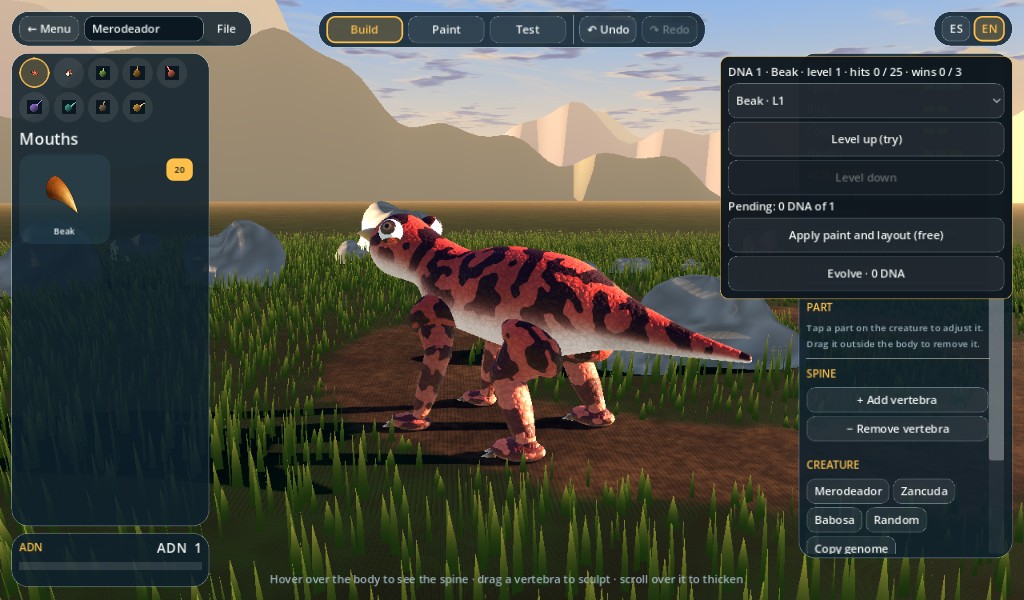 ← Menu
Merodeador
File
Build
Paint
Test
↶ Undo
↷ Redo
ES
EN
Mouths
20
Beak
DNA 1 · Beak · level 1 · hits 0 / 25 · wins 0 / 3
Beak · L1
Level up (try)
Level down
Pending: 0 DNA of 1
Apply paint and layout (free)
Evolve · 0 DNA
PART
Tap a part on the creature to adjust it.
Drag it outside the body to remove it.
SPINE
+ Add vertebra
− Remove vertebra
CREATURE
Merodeador
Zancuda
Babosa
Random
Copy genome
ADN
ADN 1
Hover over the body to see the spine · drag a vertebra to sculpt · scroll over it to thicken